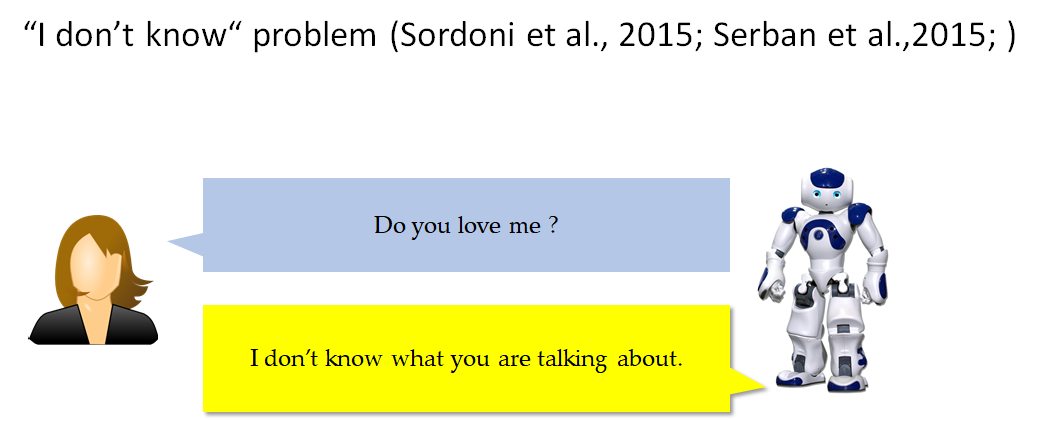 “I don’t know“ problem (Sordoni et al., 2015; Serban et al.,2015; )
Do you love me ?
I don’t know what you are talking about.